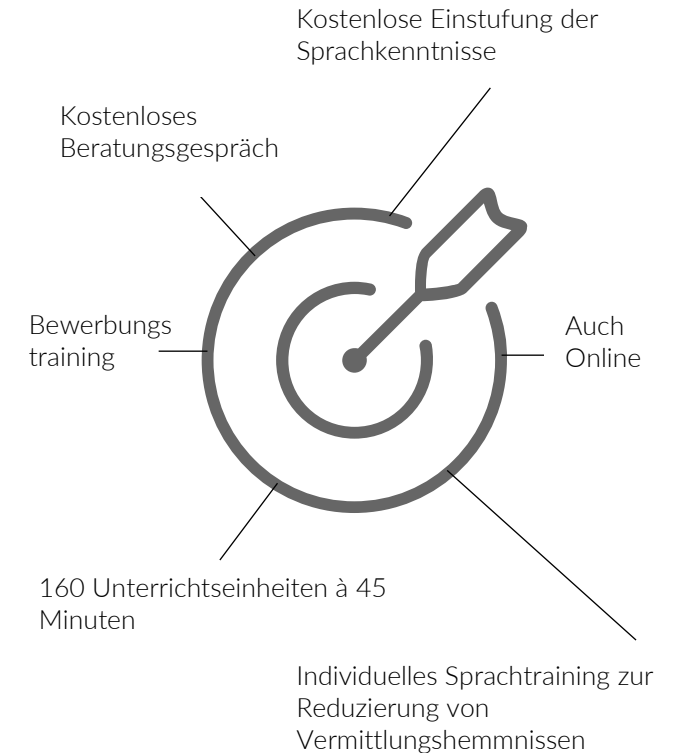 Kostenlose Einstufung der
Sprachkenntnisse
Kostenloses
Beratungsgespräch
Bewerbungs
training
Auch
Online
160 Unterrichtseinheiten à 45
Minuten
Individuelles Sprachtraining zur
Reduzierung von
Vermittlungshemmnissen